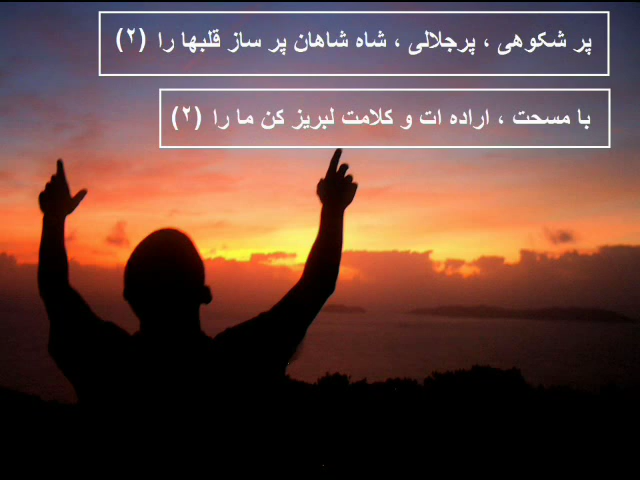 پر شکوهی ، پرجلالی ، شاه شاهان پر ساز قلبها را (۲)
با مسحت ، اراده ات و کلامت لبریز کن ما را (۲)